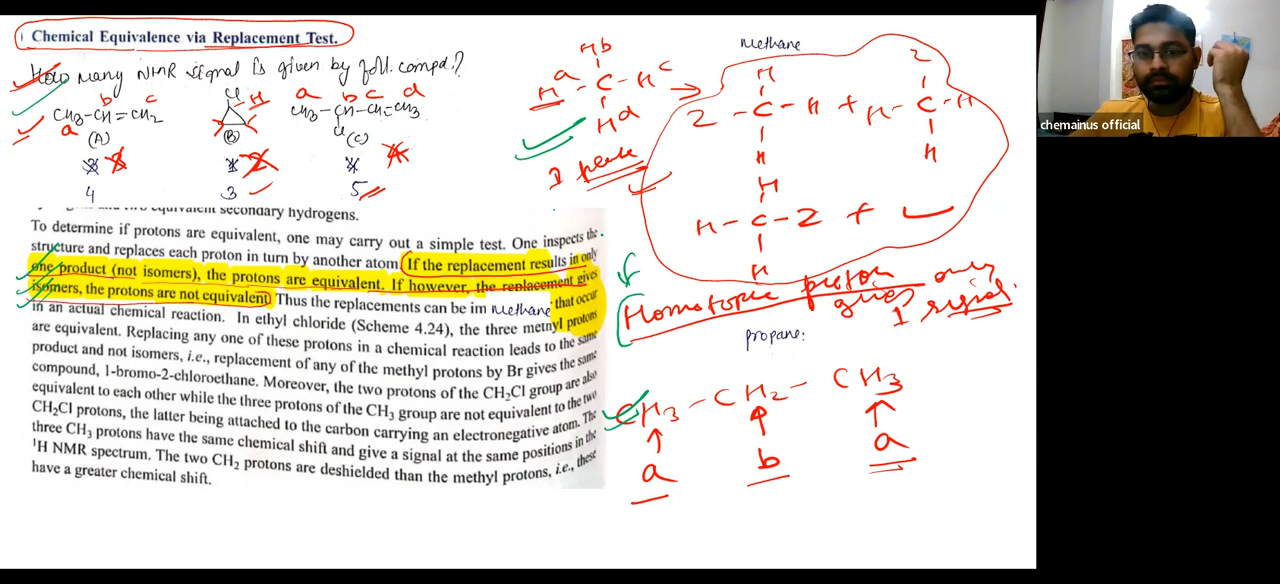 Chemical Equivalence via Replacement Test.
How many NMR signal is given by foll. compd.?
a b c
CH3-CH=CH2
(A)
4
Cl H
(B)
2
3
a b c d
CH3-CH-CH=CH3
Cl
(C)
4
5
equivalent secondary hydrogens.
To determine if protons are equivalent, one may carry out a simple test. One inspects the
structure and replaces each proton in turn by another atom. If the replacement results in only
one product (not isomers), the protons are equivalent. If however, the replacement gives
isomers, the protons are not equivalent. Thus the replacements can be im methane that occur
in an actual chemical reaction. In ethyl chloride (Scheme 4.24), the three methyl protons
are equivalent. Replacing any one of these protons in a chemical reaction leads to the same
product and not isomers, i.e., replacement of any of the methyl protons by Br gives the same
compound, 1-bromo-2-chloroethane. Moreover, the two protons of the CH2Cl group are also
equivalent to each other while the three protons of the CH3 group are not equivalent to the two
CH2Cl protons, the latter being attached to the carbon carrying an electronegative atom. The
three CH3 protons have the same chemical shift and give a signal at the same positions in the
1H NMR spectrum. The two CH2 protons are deshielded than the methyl protons, i.e., these
have a greater chemical shift.
Hb
Ha - C - Hc
Hd
1 peak
methane
H
Z - C - H +
H
Z
H - C - H
H
H
H - C - Z +
H
Homotopic proton only
gives 1 signal.
propane:
CH3 - CH2 - CH3
a b a
chemainus official